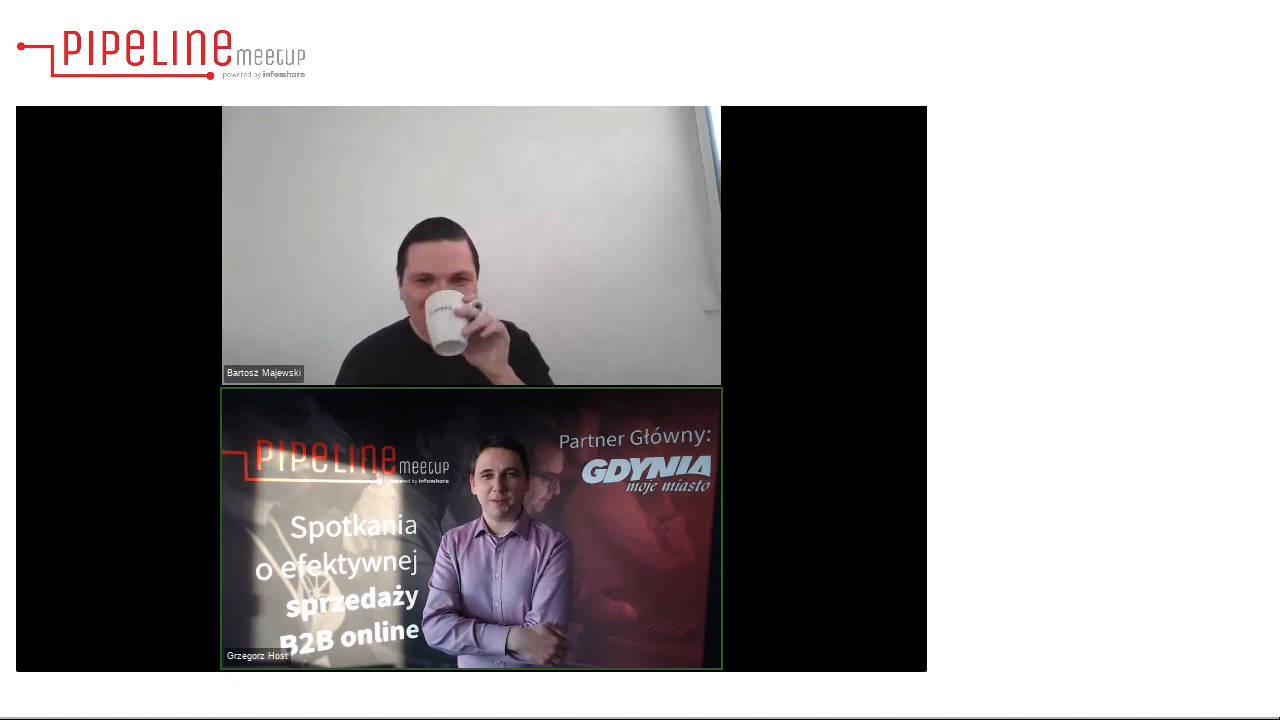 PIPELINE meetup
powered by infoshare
Bartosz Majewski
Partner Główny:
GDYNIA
moje miasto
PIPELINE meetup
powered by infoshare
Spotkania
o efektywnej
sprzedaży
B2B online
Grzegorz Host